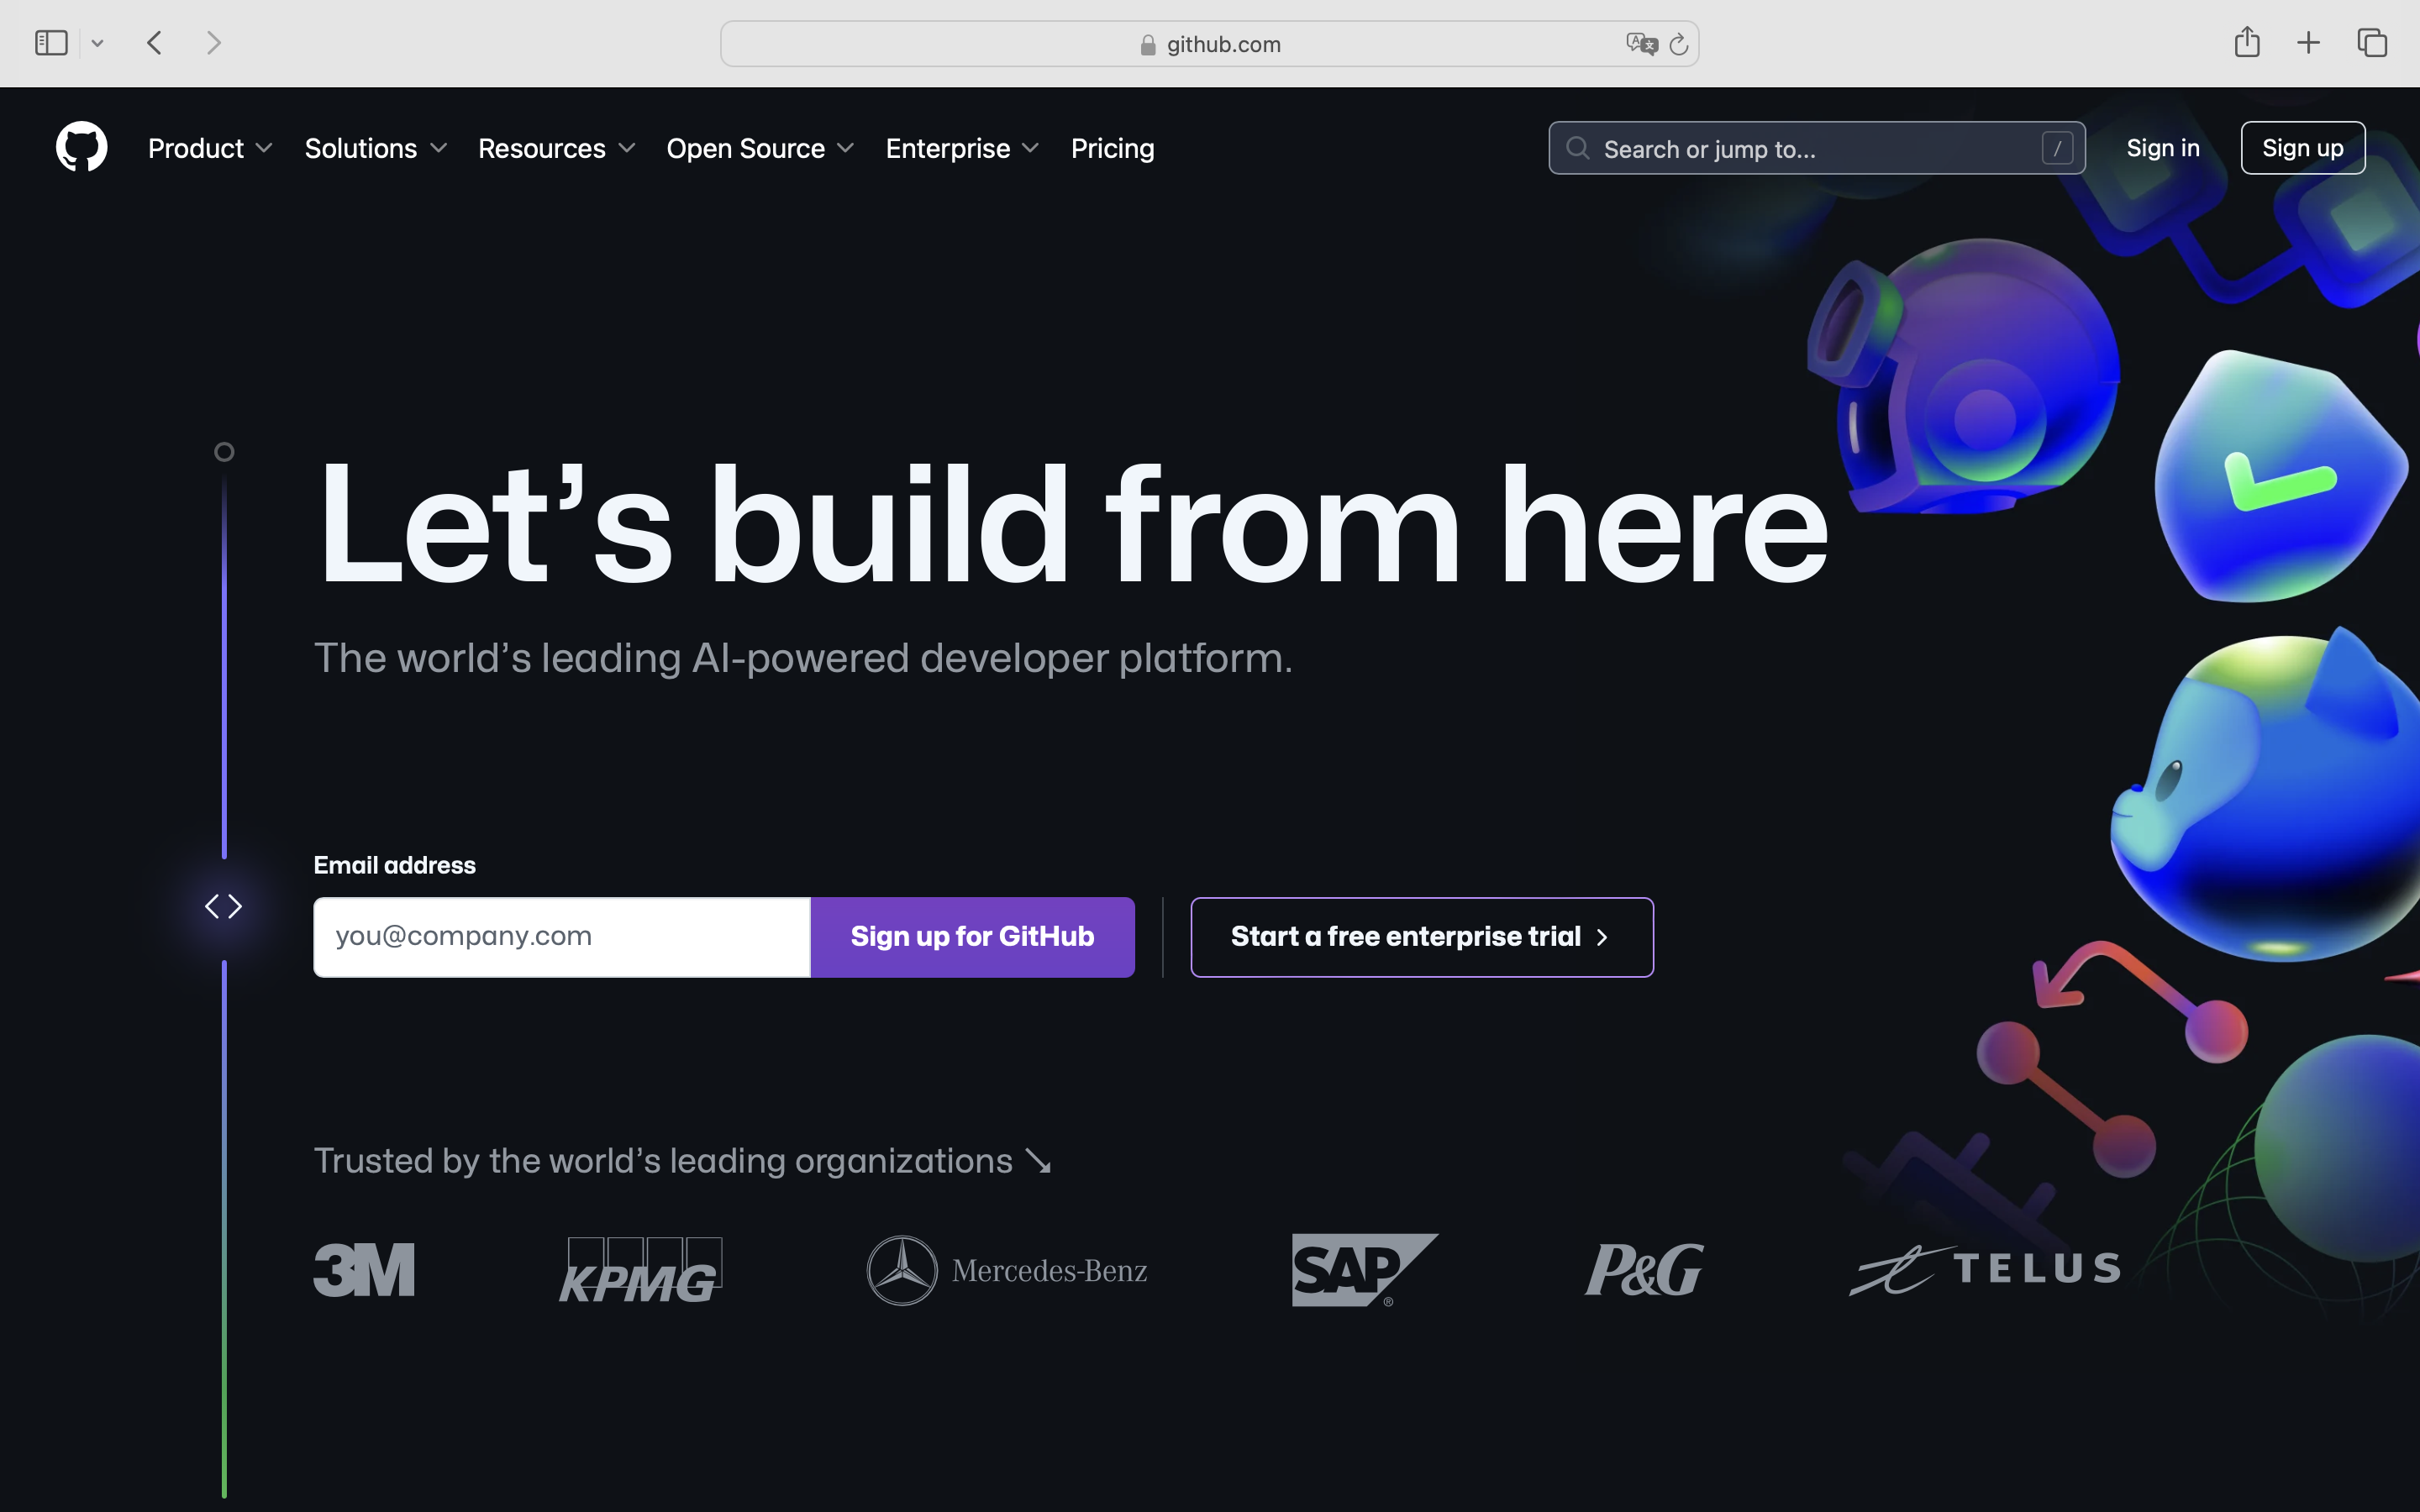 github.com
Product
Solutions
Resources
Open Source
Enterprise
Pricing
Search or jump to...
/
Sign in
Sign up
Let’s build from here
The world’s leading AI-powered developer platform.
Email address
you@company.com
Sign up for GitHub
Start a free enterprise trial
Trusted by the world’s leading organizations
3M
KPMG
Mercedes-Benz
SAP ®
P&G
TELUS